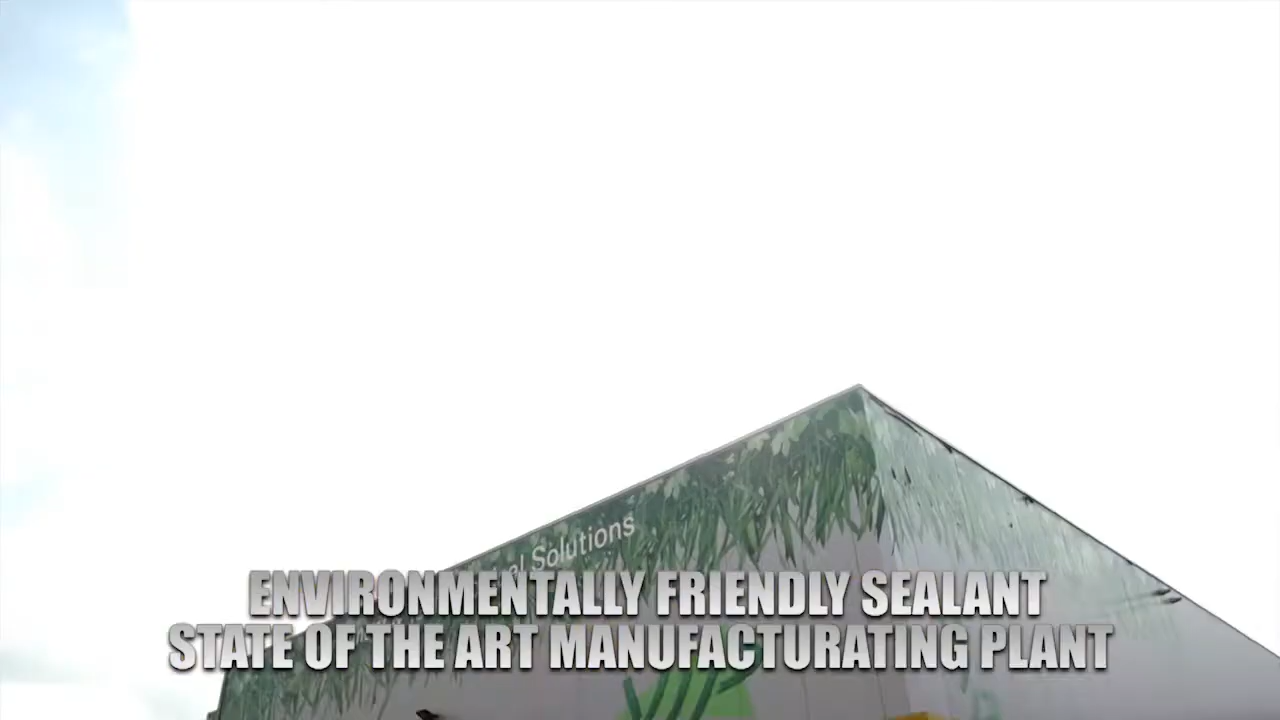 Solutions
ENVIRONMENTALLY FRIENDLY SEALANT
STATE OF THE ART MANUFACTURATING PLANT